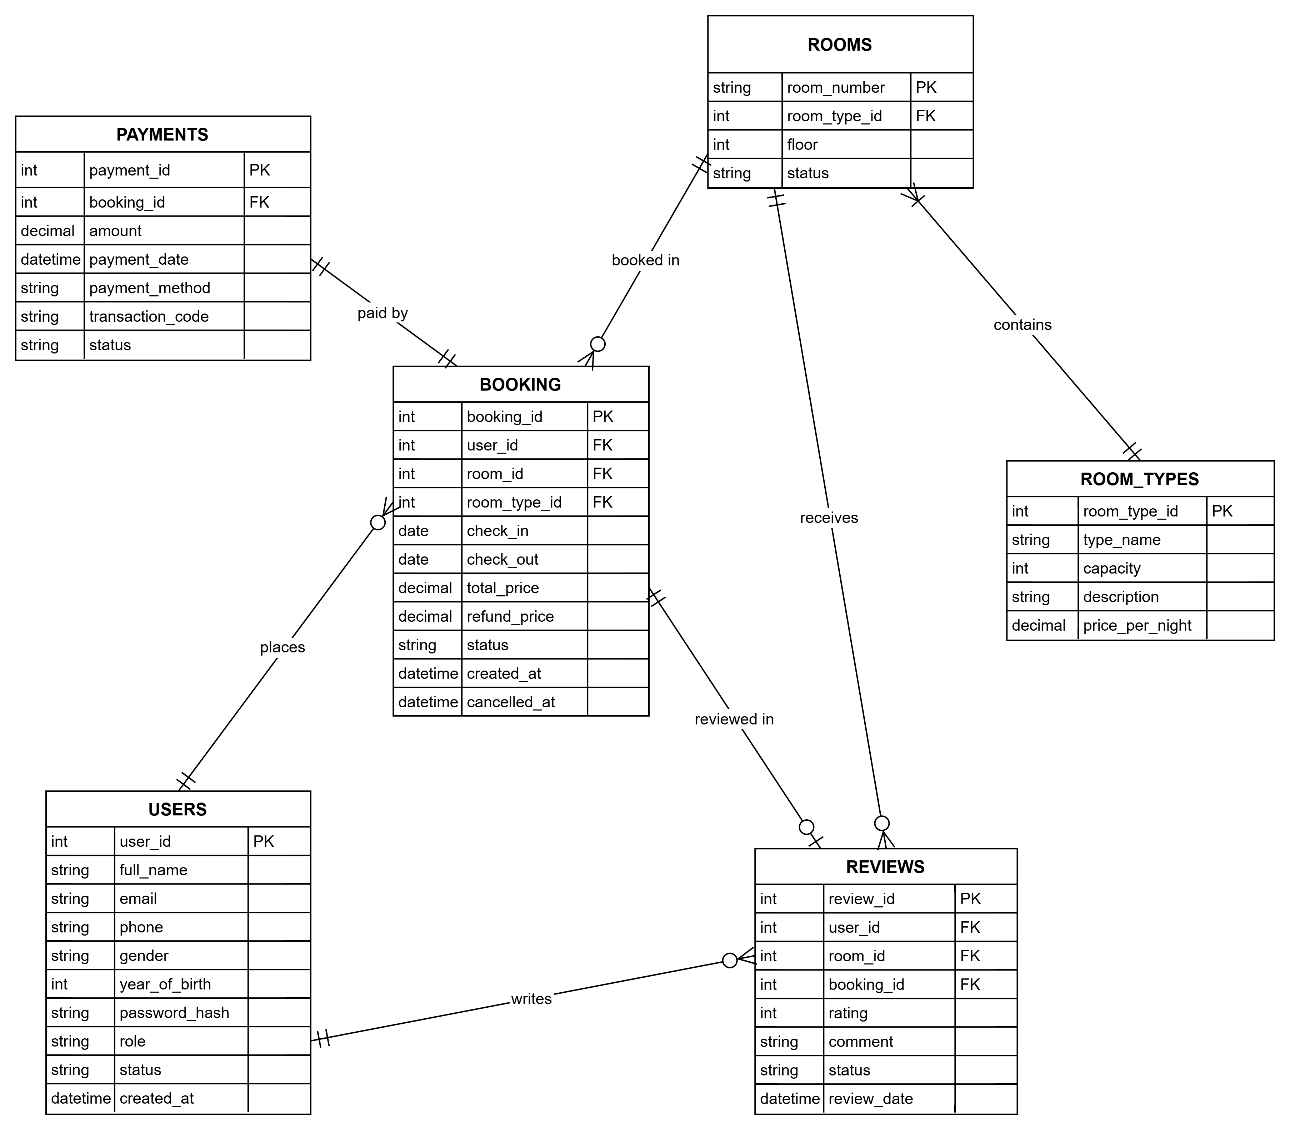 ROOMS
string room_number PK
int room_type_id FK
int floor
string status
PAYMENTS
int payment_id PK
int booking_id FK
decimal amount
datetime payment_date
string payment_method
string transaction_code
string status
booked in
paid by
contains
BOOKING
int booking_id PK
int user_id FK
int room_id FK
int room_type_id FK
date check_in
date check_out
decimal total_price
decimal refund_price
string status
datetime created_at
datetime cancelled_at
ROOM_TYPES
int room_type_id PK
string type_name
int capacity
string description
decimal price_per_night
receives
places
reviewed in
USERS
int user_id PK
string full_name
string email
string phone
string gender
int year_of_birth
string password_hash
string role
string status
datetime created_at
writes
REVIEWS
int review_id PK
int user_id FK
int room_id FK
int booking_id FK
int rating
string comment
string status
datetime review_date